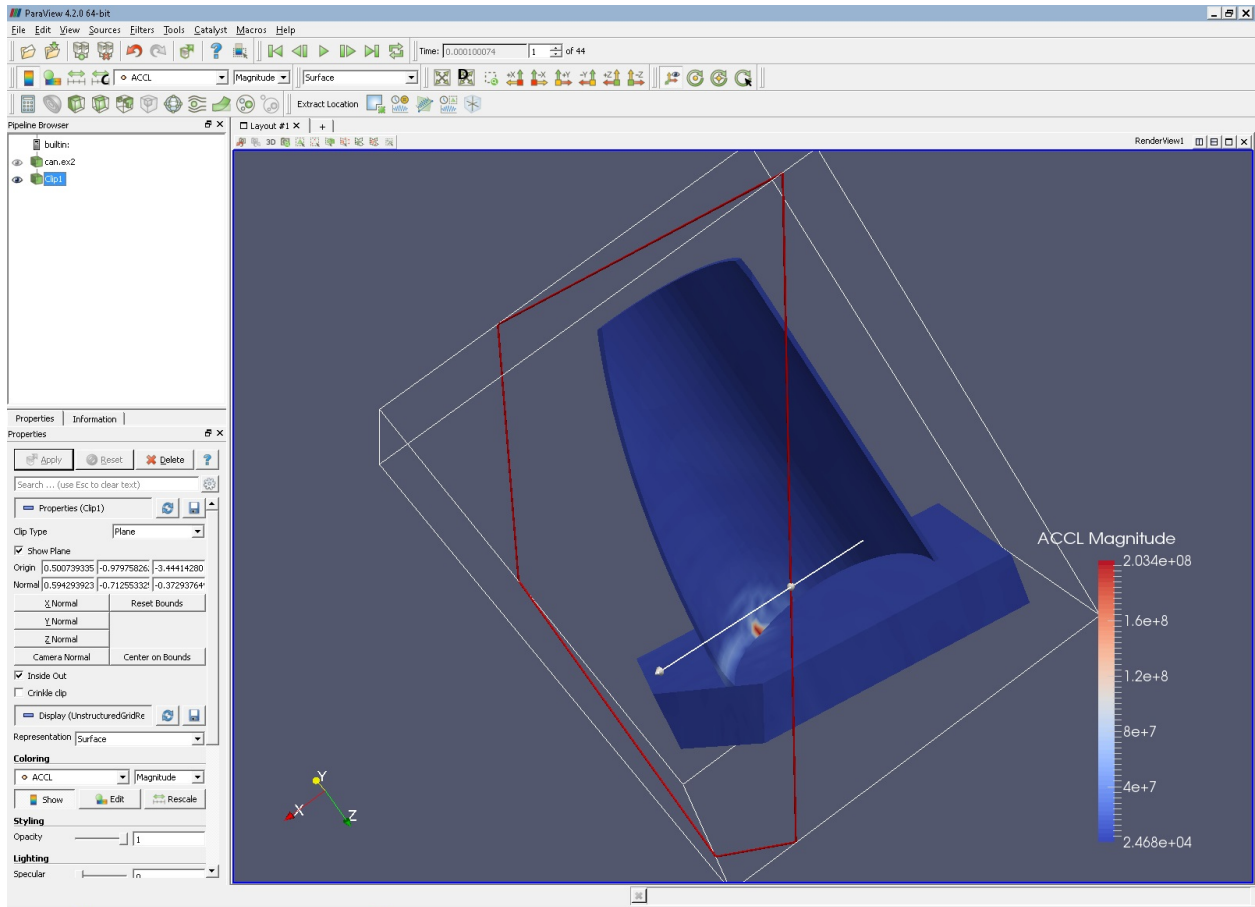 ParaView 4.2.0 64-bit
File Edit View Sources Filters Tools Catalyst Macros Help
Time: 0.000100074 1 of 44
ACCL Magnitude Surface +X -X +Y -Y +Z -Z
Extract Location
Pipeline Browser
Layout #1 X +
builtin:
3D
RenderView1
can.ex2
Clip1
Properties Information
Properties
Apply Reset Delete ?
Search ... (use Esc to clear text)
Properties (Clip1)
Clip Type Plane
Show Plane
Origin 0.500739335 -0.97975826 -3.44414280
Normal 0.594293923 -0.71255332 -0.37293764
X Normal Reset Bounds
Y Normal
Z Normal
Camera Normal Center on Bounds
Inside Out
Crinkle clip
Display (UnstructuredGridRe
Representation Surface
Coloring
ACCL Magnitude
Show Edit Rescale
Styling
Opacity 1
Lighting
Specular 0
ACCL Magnitude
2.034e+08
1.6e+8
1.2e+8
8e+7
4e+7
2.468e+04
Y
X
Z